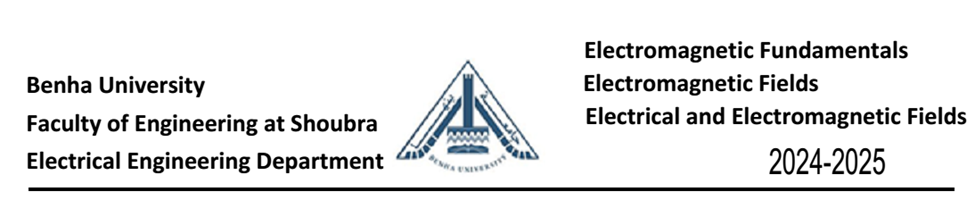 Benha University
Faculty of Engineering at Shoubra
Electrical Engineering Department
BENHA UNIVERSITY
Electromagnetic Fundamentals
Electromagnetic Fields
Electrical and Electromagnetic Fields
2024-2025